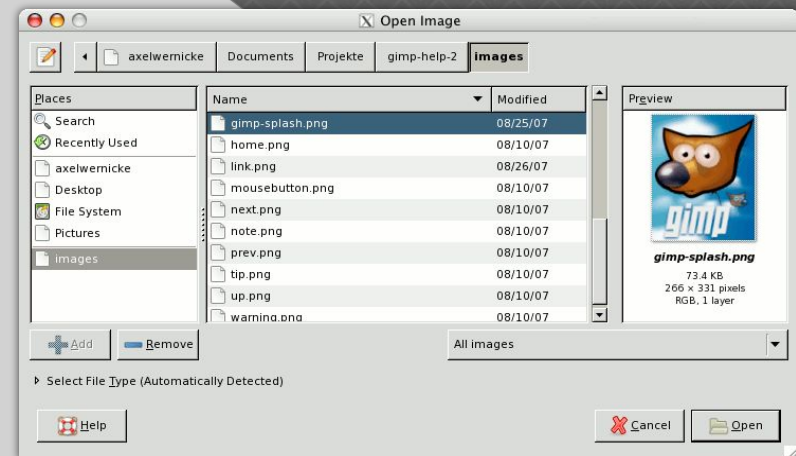 Open Image
axelwernicke Documents Projekte gimp-help-2 images
Places
Search
Recently Used
axelwernicke
Desktop
File System
Pictures
images
Name Modified
gimp-splash.png 08/25/07
home.png 08/10/07
link.png 08/26/07
mousebutton.png 08/10/07
next.png 08/10/07
note.png 08/10/07
prev.png 08/10/07
tip.png 08/10/07
up.png 08/10/07
warning.png 08/10/07
Preview
gimp
gimp-splash.png
73.4 KB
266 × 331 pixels
RGB, 1 layer
Add Remove All images
Select File Type (Automatically Detected)
Help Cancel Open